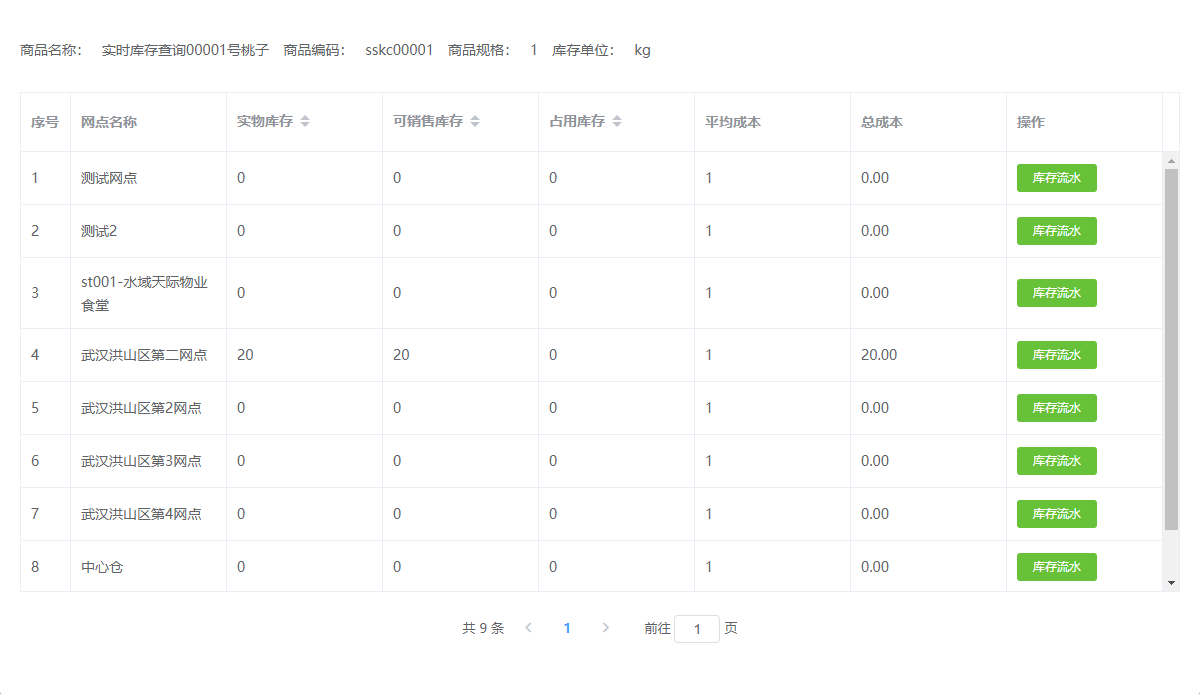 商品名称： 实时库存查询00001号桃子 商品编码： sskc00001 商品规格： 1 库存单位： kg
序号 网点名称 实物库存 可销售库存 占用库存 平均成本 总成本 操作
1 测试网点 0 0 0 1 0.00 库存流水
2 测试2 0 0 0 1 0.00 库存流水
3 st001-水域天际物业 0 0 0 1 0.00 库存流水
食堂
4 武汉洪山区第二网点 20 20 0 1 20.00 库存流水
5 武汉洪山区第2网点 0 0 0 1 0.00 库存流水
6 武汉洪山区第3网点 0 0 0 1 0.00 库存流水
7 武汉洪山区第4网点 0 0 0 1 0.00 库存流水
8 中心仓 0 0 0 1 0.00 库存流水
共 9 条 1 前往 1 页